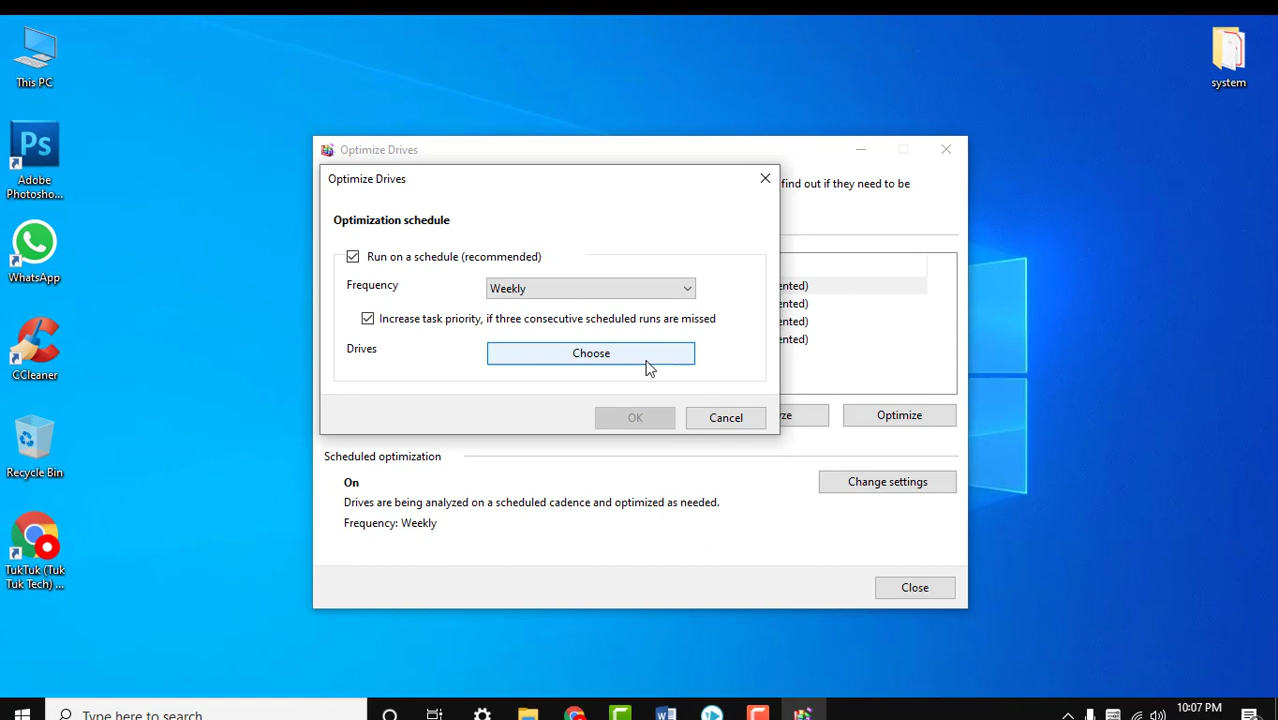 This PC
system
Ps
Adobe
Photosho...
WhatsApp
CCleaner
Recycle Bin
TukTuk (Tuk
Tuk Tech) ...
Optimize Drives
find out if they need to be
Optimize Drives
Optimization schedule
Run on a schedule (recommended)
Frequency
Weekly
Increase task priority, if three consecutive scheduled runs are missed
Drives
Choose
OK
Cancel
ented)
ented)
ented)
ented)
ze
Optimize
Scheduled optimization
On
Change settings
Drives are being analyzed on a scheduled cadence and optimized as needed.
Frequency: Weekly
Close
Type here to search
10:07 PM